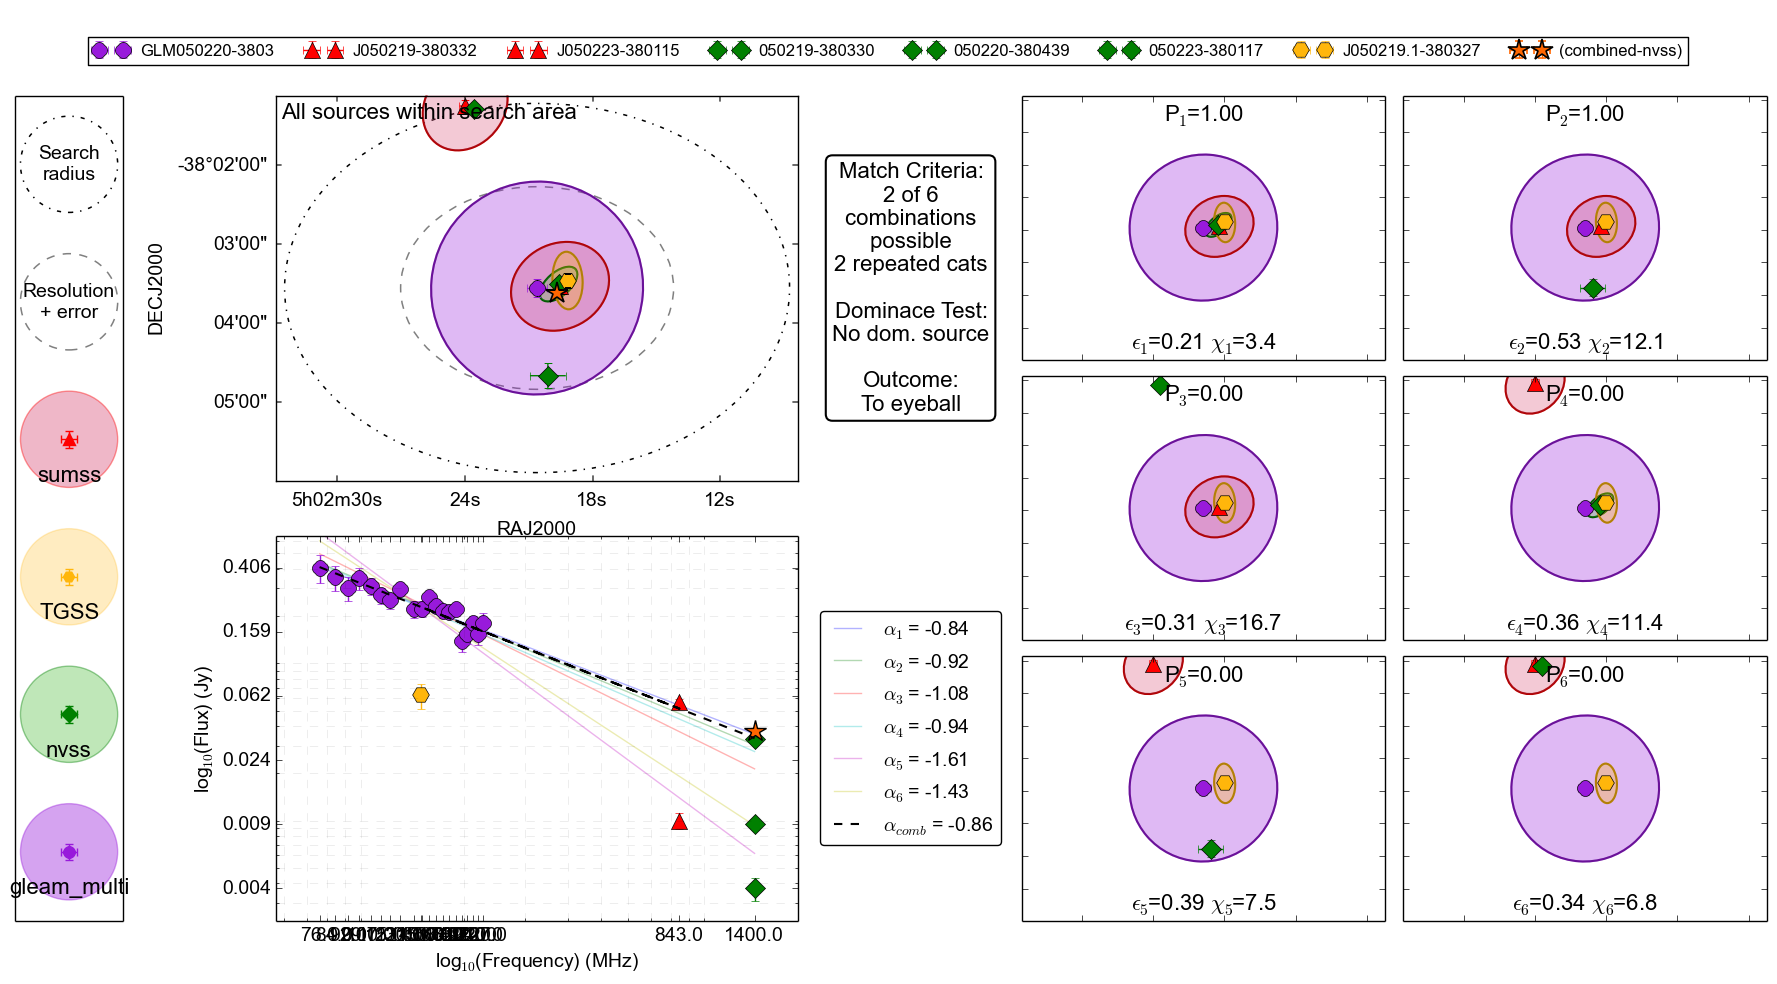 GLM050220-3803
J050219-380332
J050223-380115
050219-380330
050220-380439
050223-380117
J050219.1-380327
(combined-nvss)
Search
radius
Resolution
+ error
sumss
TGSS
nvss
gleam_multi
All sources within search area
DECJ2000
-38°02'00"
03'00"
04'00"
05'00"
5h02m30s
24s
18s
12s
RAJ2000
Match Criteria:
2 of 6
combinations
possible
2 repeated cats
Dominace Test:
No dom. source
Outcome:
To eyeball
log10(Flux) (Jy)
0.406
0.159
0.062
0.024
0.009
0.004
843.0
1400.0
log10(Frequency) (MHz)
α1 = -0.84
α2 = -0.92
α3 = -1.08
α4 = -0.94
α5 = -1.61
α6 = -1.43
αcomb = -0.86
P1=1.00
ϵ1=0.21 χ1=3.4
P2=1.00
ϵ2=0.53 χ2=12.1
P3=0.00
ϵ3=0.31 χ3=16.7
P4=0.00
ϵ4=0.36 χ4=11.4
P5=0.00
ϵ5=0.39 χ5=7.5
P6=0.00
ϵ6=0.34 χ6=6.8